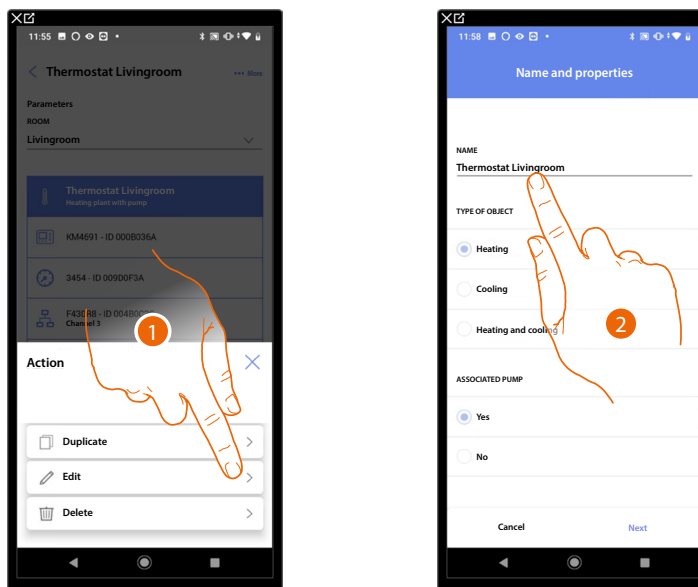 11:55
Thermostat Livingroom
More
Parameters
ROOM
Livingroom
Thermostat Livingroom
Heating plant with pump
KM4691 - ID 000B036A
3454 - ID 009D0F3A
F430R8 - ID
Channel 3
1
Action
Duplicate
Edit
Delete
11:58
Name and properties
NAME
Thermostat Livingroom
TYPE OF OBJECT
Heating
Cooling
Heating and cooling
2
ASSOCIATED PUMP
Yes
No
Cancel
Next